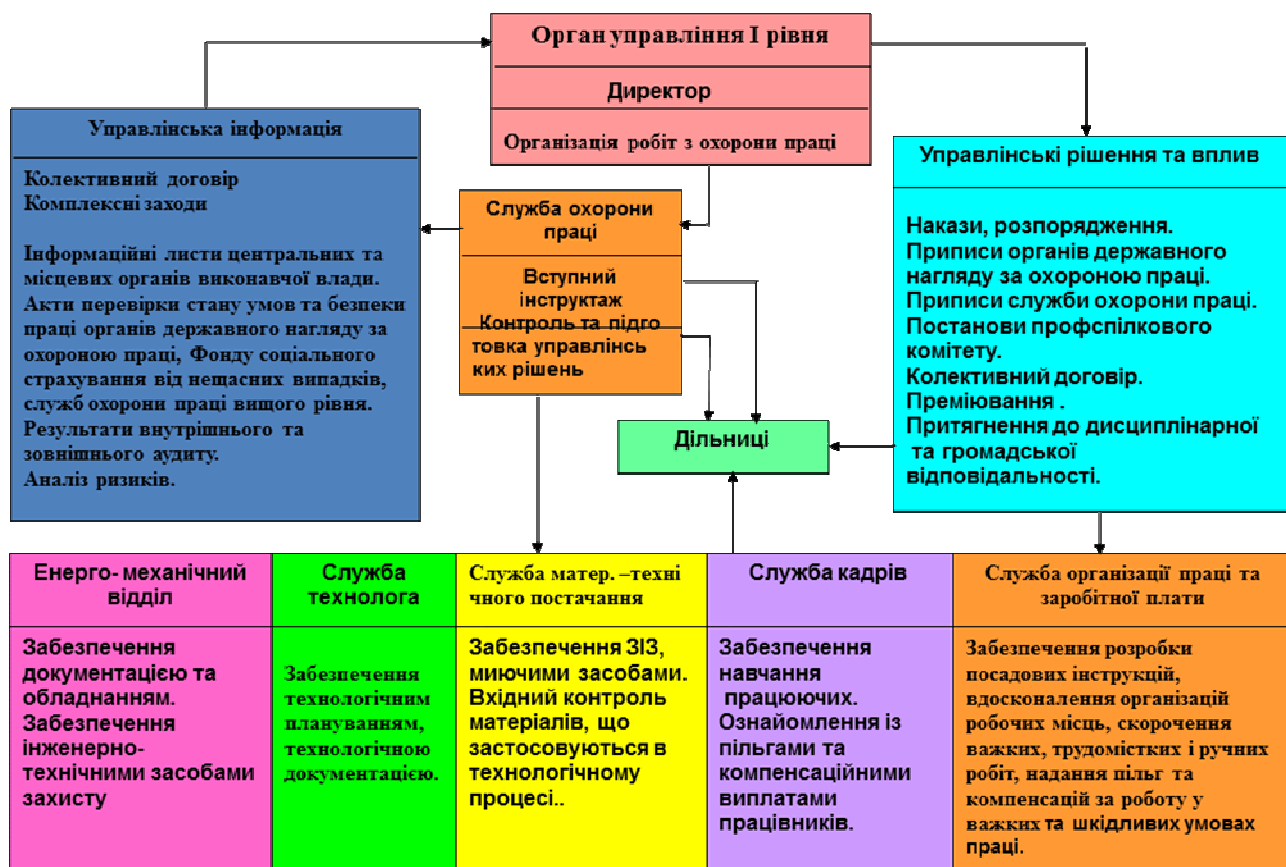 Орган управління І рівня
Директор
Організація робіт з охорони праці
Управлінська інформація
Колективний договір
Комплексні заходи
Інформаційні листи центральних та
місцевих органів виконавчої влади.
Акти перевірки стану умов та безпеки
праці органів державного нагляду за
охороною праці, Фонду соціального
страхування від нещасних випадків,
служб охорони праці вищого рівня.
Результати внутрішнього та
зовнішнього аудиту.
Аналіз ризиків.
Служба охорони
праці
Вступний
інструктаж
Контроль та підго
товка управлінсь
ких рішень
Управлінські рішення та вплив
Накази, розпорядження.
Приписи органів державного
нагляду за охороною праці.
Приписи служби охорони праці.
Постанови профспілкового
комітету.
Колективний договір.
Преміювання .
Притягнення до дисциплінарної
та громадської
відповідальності.
Дільниці
Енерго- механічний
відділ
Забезпечення
документацією та
обладнанням.
Забезпечення
інженерно-
технічними засобами
захисту
Служба
технолога
Забезпечення
технологічним
плануванням,
технологічною
документацією.
Служба матер. –техні
чного постачання
Забезпечення ЗІЗ,
миючими засобами.
Вхідний контроль
матеріалів, що
застосовуються в
технологічному
процесі..
Служба кадрів
Забезпечення
навчання
працюючих.
Ознайомлення із
пільгами та
компенсаційними
виплатами
працівників.
Служба організації праці та
заробітної плати
Забезпечення розробки
посадових інструкцій,
вдосконалення організацій
робочих місць, скорочення
важких, трудомістких і ручних
робіт, надання пільг та
компенсацій за роботу у
важких та шкідливих умовах
праці.